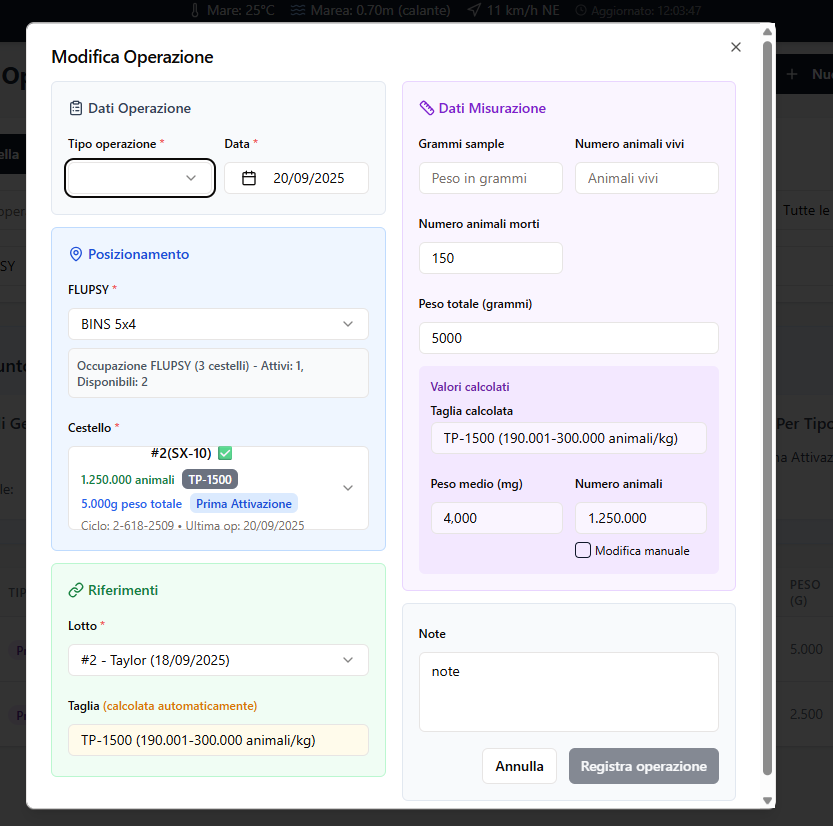 Mare: 25°C
Marea: 0.70m (calante)
11 km/h NE
Aggiornato: 12:03:47
Modifica Operazione
Dati Operazione
Tipo operazione *
Data *
20/09/2025
Posizionamento
FLUPSY *
BINS 5x4
Occupazione FLUPSY (3 cestelli) - Attivi: 1,
Disponibili: 2
Cestello *
#2(SX-10) ✅
1.250.000 animali TP-1500
5.000g peso totale Prima Attivazione
Ciclo: 2-618-2509 • Ultima op: 20/09/2025
Riferimenti
Lotto *
#2 - Taylor (18/09/2025)
Taglia (calcolata automaticamente)
TP-1500 (190.001-300.000 animali/kg)
Dati Misurazione
Grammi sample
Peso in grammi
Numero animali vivi
Animali vivi
Numero animali morti
150
Peso totale (grammi)
5000
Valori calcolati
Taglia calcolata
TP-1500 (190.001-300.000 animali/kg)
Peso medio (mg)
4,000
Numero animali
1.250.000
Modifica manuale
Note
note
Annulla
Registra operazione
Tutte le
Per Tipo
PESO
(G)
5.000
2.500